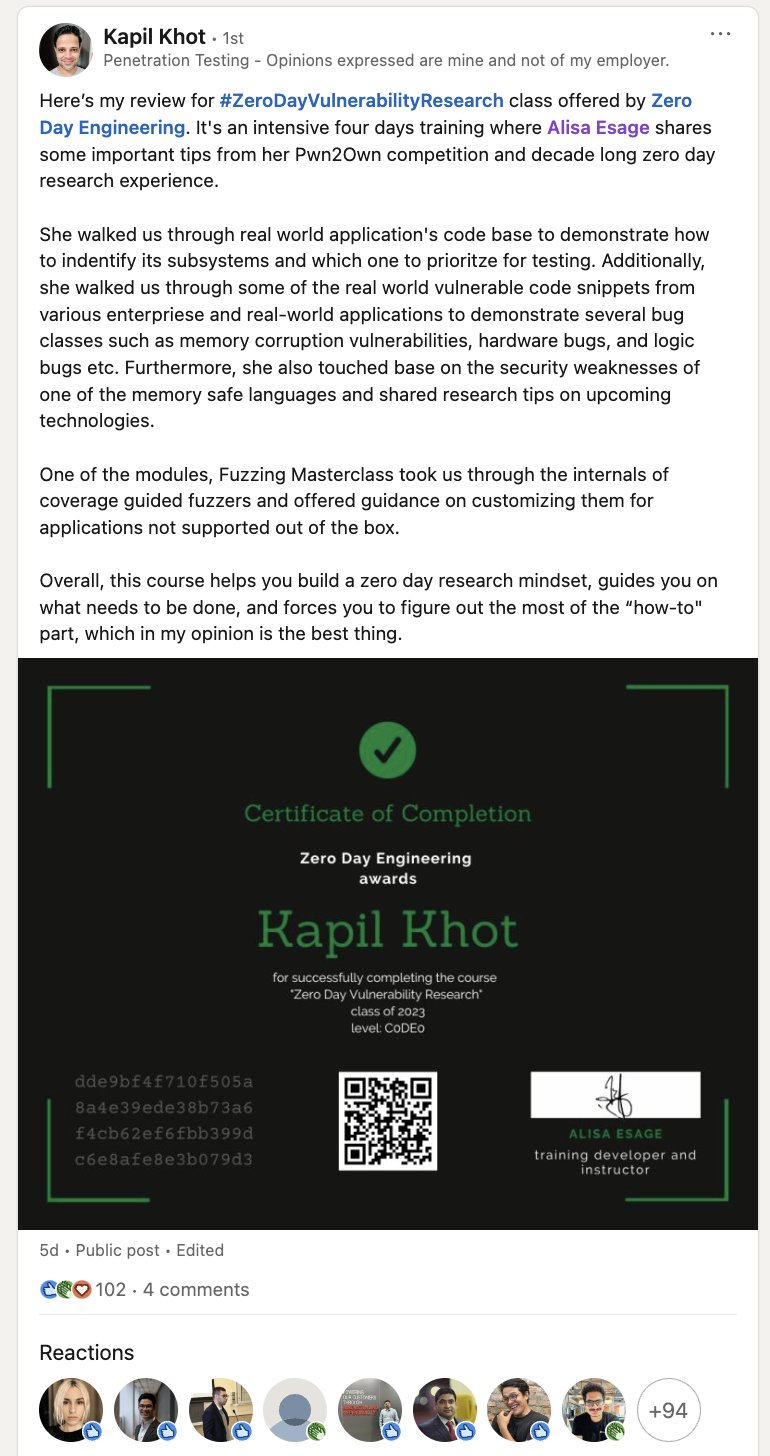 Kapil Khot · 1st
Penetration Testing - Opinions expressed are mine and not of my employer.
Here's my review for #ZeroDayVulnerabilityResearch class offered by Zero
Day Engineering. It's an intensive four days training where Alisa Esage shares
some important tips from her Pwn2Own competition and decade long zero day
research experience.
She walked us through real world application's code base to demonstrate how
to indentify its subsystems and which one to prioritze for testing. Additionally,
she walked us through some of the real world vulnerable code snippets from
various enterpriese and real-world applications to demonstrate several bug
classes such as memory corruption vulnerabilities, hardware bugs, and logic
bugs etc. Furthermore, she also touched base on the security weaknesses of
one of the memory safe languages and shared research tips on upcoming
technologies.
One of the modules, Fuzzing Masterclass took us through the internals of
coverage guided fuzzers and offered guidance on customizing them for
applications not supported out of the box.
Overall, this course helps you build a zero day research mindset, guides you on
what needs to be done, and forces you to figure out the most of the “how-to"
part, which in my opinion is the best thing.
Certificate of Completion
Zero Day Engineering
awards
Kapil Khot
for successfully completing the course
"Zero Day Vulnerability Research"
class of 2023
level: C0DE0
dde9bf4f710f505a
8a4e39ede38b73a6
f4cb62ef6fbb399d
c6e8afe8e3b079d3
ALISA ESAGE
training developer and
instructor
5d • Public post • Edited
102 · 4 comments
Reactions
+94